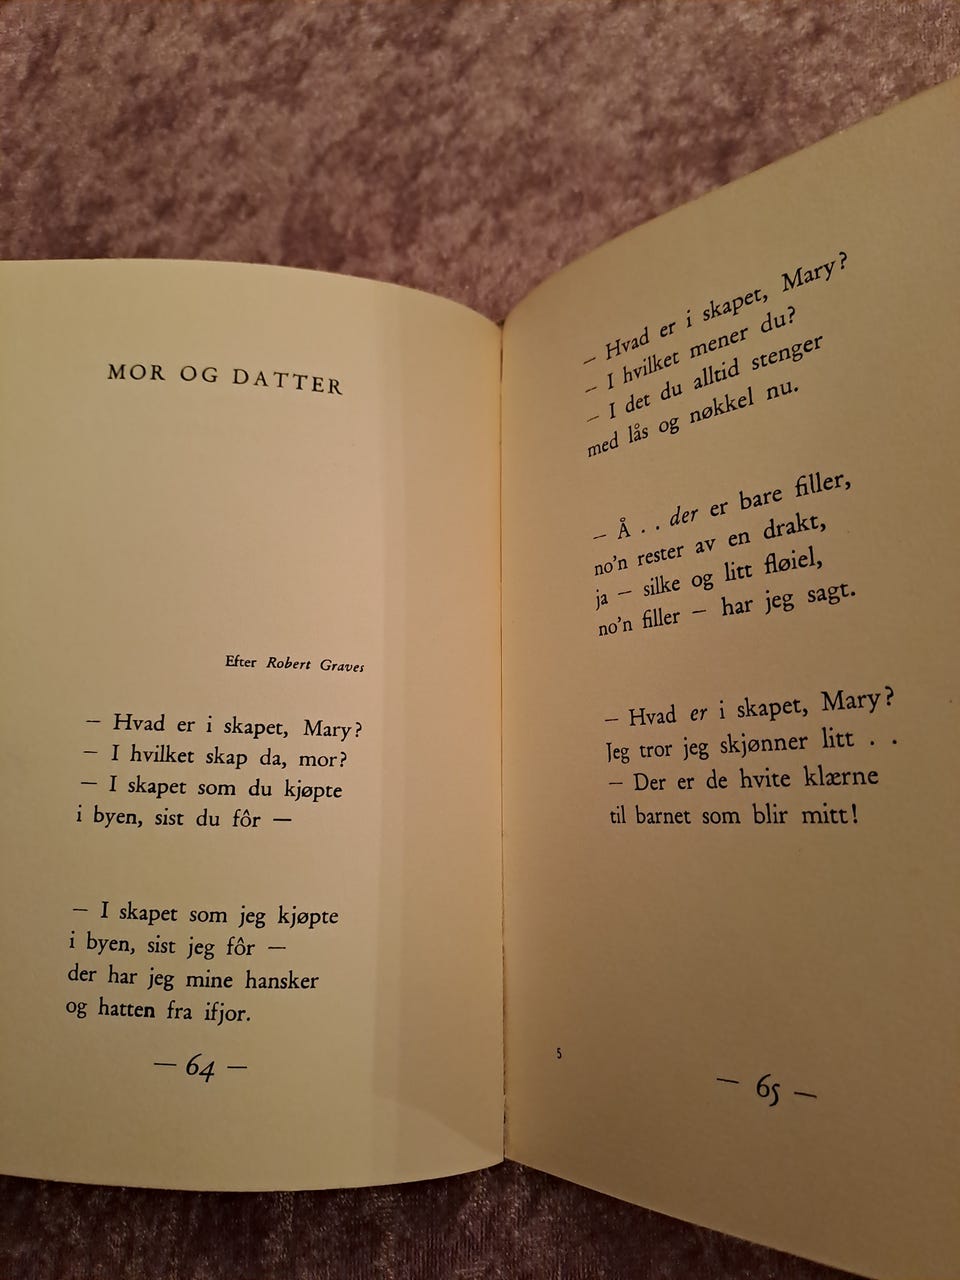 MOR OG DATTER
Efter Robert Graves
— Hvad er i skapet, Mary?
— I hvilket skap da, mor?
— I skapet som du kjøpte
i byen, sist du fôr —
— I skapet som jeg kjøpte
i byen, sist jeg fôr —
der har jeg mine hansker
og hatten fra ifjor.
— 64 —
— Hvad er i skapet, Mary?
— I hvilket mener du?
— I det du alltid stenger
med lås og nøkkel nu.
— Å . . der er bare filler,
no'n rester av en drakt,
ja — silke og litt fløiel,
no'n filler — har jeg sagt.
— Hvad er i skapet, Mary?
Jeg tror jeg skjønner litt . .
— Der er de hvite klærne
til barnet som blir mitt!
5
— 65 —